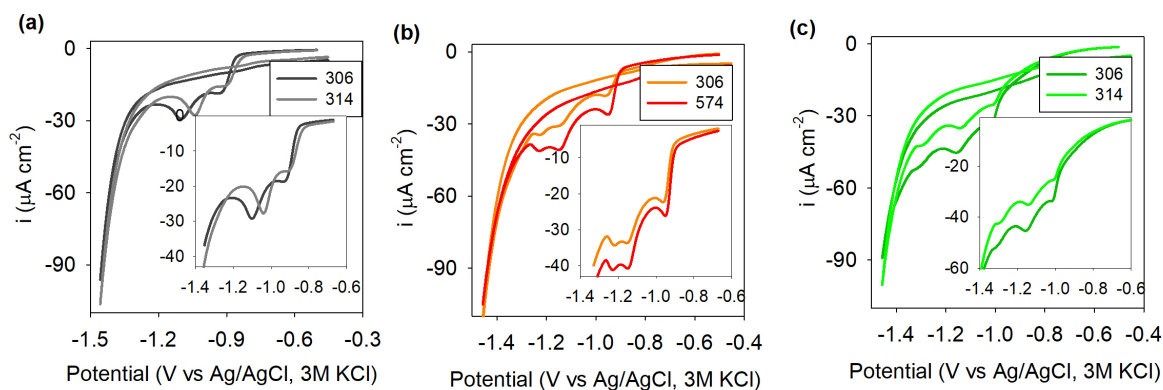 (a)
0
-30
-60
-90
i (µA cm⁻²)
306
314
0
-10
-20
-30
-40
-1.4 -1.2 -1.0 -0.8 0.6
-1.5 -1.2 -0.9 -0.6 -0.3
Potential (V vs Ag/AgCl, 3M KCl)
(b)
0
-30
-60
-90
i (µA cm⁻²)
306
574
-10
-20
-30
-40
-1.4 -1.2 -1.0 -0.8 -0.6
-1.4 -1.2 -1.0 -0.8 -0.6
Potential (V vs Ag/AgCl, 3M KCl)
(c)
0
-30
-60
-90
i (µA cm⁻²)
306
314
-20
-40
-60
-1.4 -1.2 -1.0 -0.8 -0.6
-1.4 -1.2 -1.0 -0.8 -0.6 -0.4
Potential (V vs Ag/AgCl, 3M KCl)